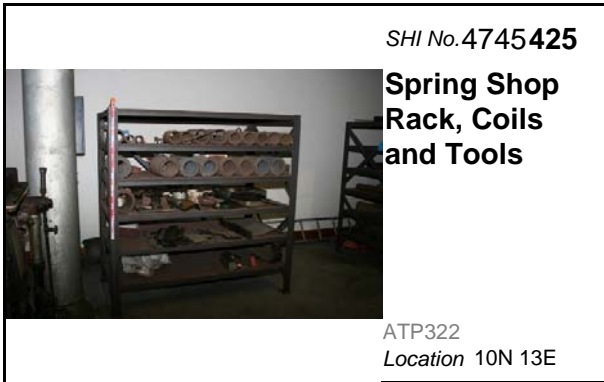 SHI No.4745425
Spring Shop
Rack, Coils
and Tools
ATP322
Location 10N 13E